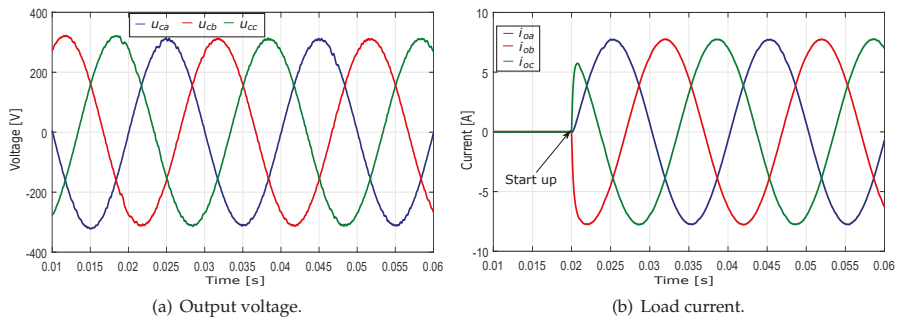 u_ca u_cb u_cc
Voltage [V]
400
200
0
-200
-400
0.01 0.015 0.02 0.025 0.03 0.035 0.04 0.045 0.05 0.055 0.06
Time [s]
(a) Output voltage.
i_oa
i_ob
i_oc
Current [A]
10
5
0
-5
-10
Start up
0.01 0.015 0.02 0.025 0.03 0.035 0.04 0.045 0.05 0.055 0.06
Time [s]
(b) Load current.